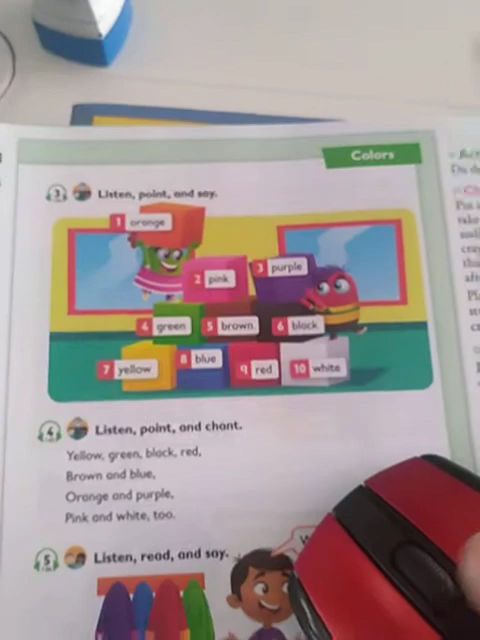 Colors
3 Listen, point, and say.
1 orange
2 pink
3 purple
4 green
5 brown
6 black
7 yellow
8 blue
9 red
10 white
4 Listen, point, and chant.
Yellow, green, black, red,
Brown and blue,
Orange and purple,
Pink and white, too.
5 Listen, read, and say.